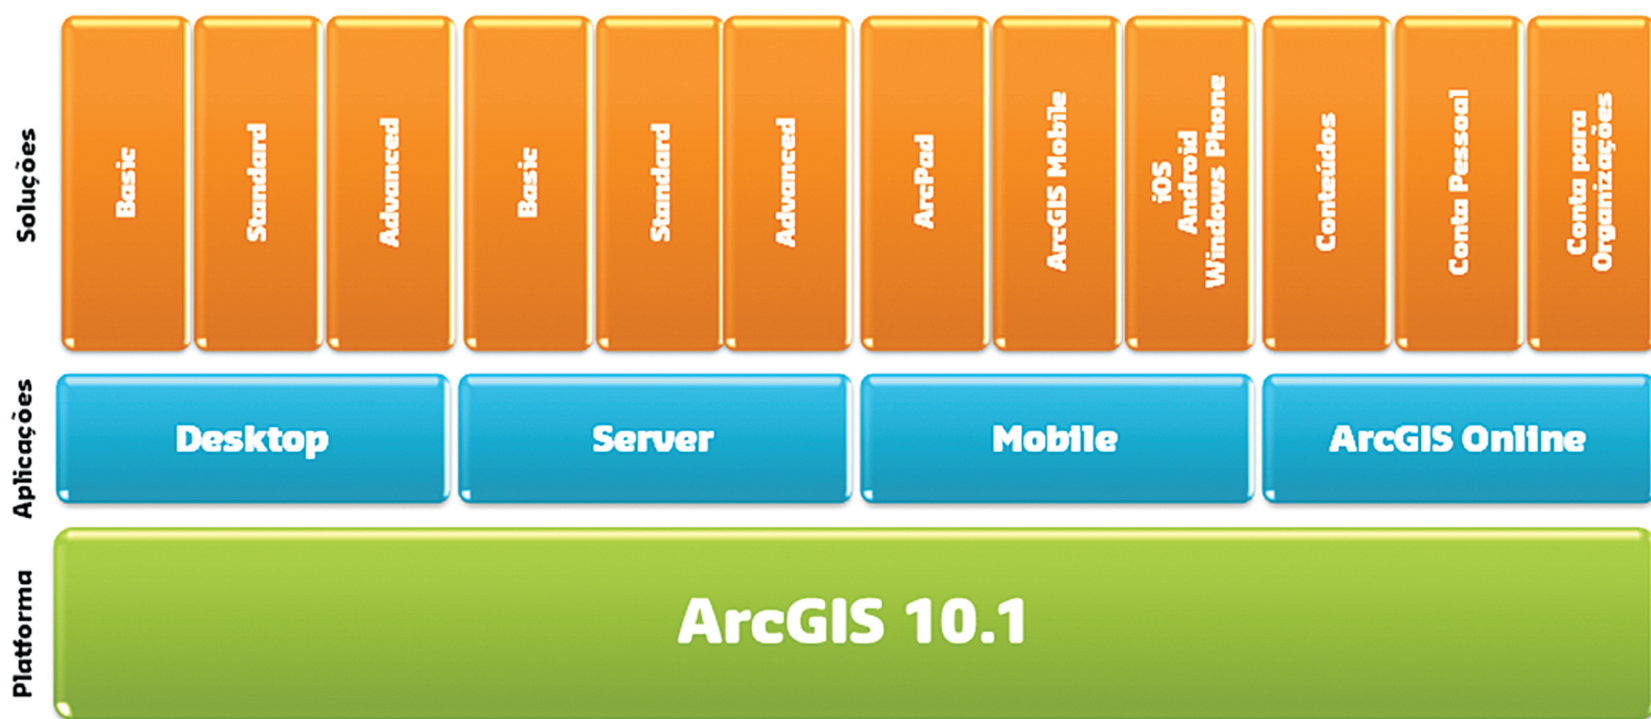 Soluções
Basic
Standard
Advanced
Basic
Standard
Advanced
ArcPad
ArcGIS Mobile
iOS
Android
Windows Phone
Conteúdos
Conta Pessoal
Conta para
Organizações
Aplicações
Desktop
Server
Mobile
ArcGIS Online
Platforma
ArcGIS 10.1